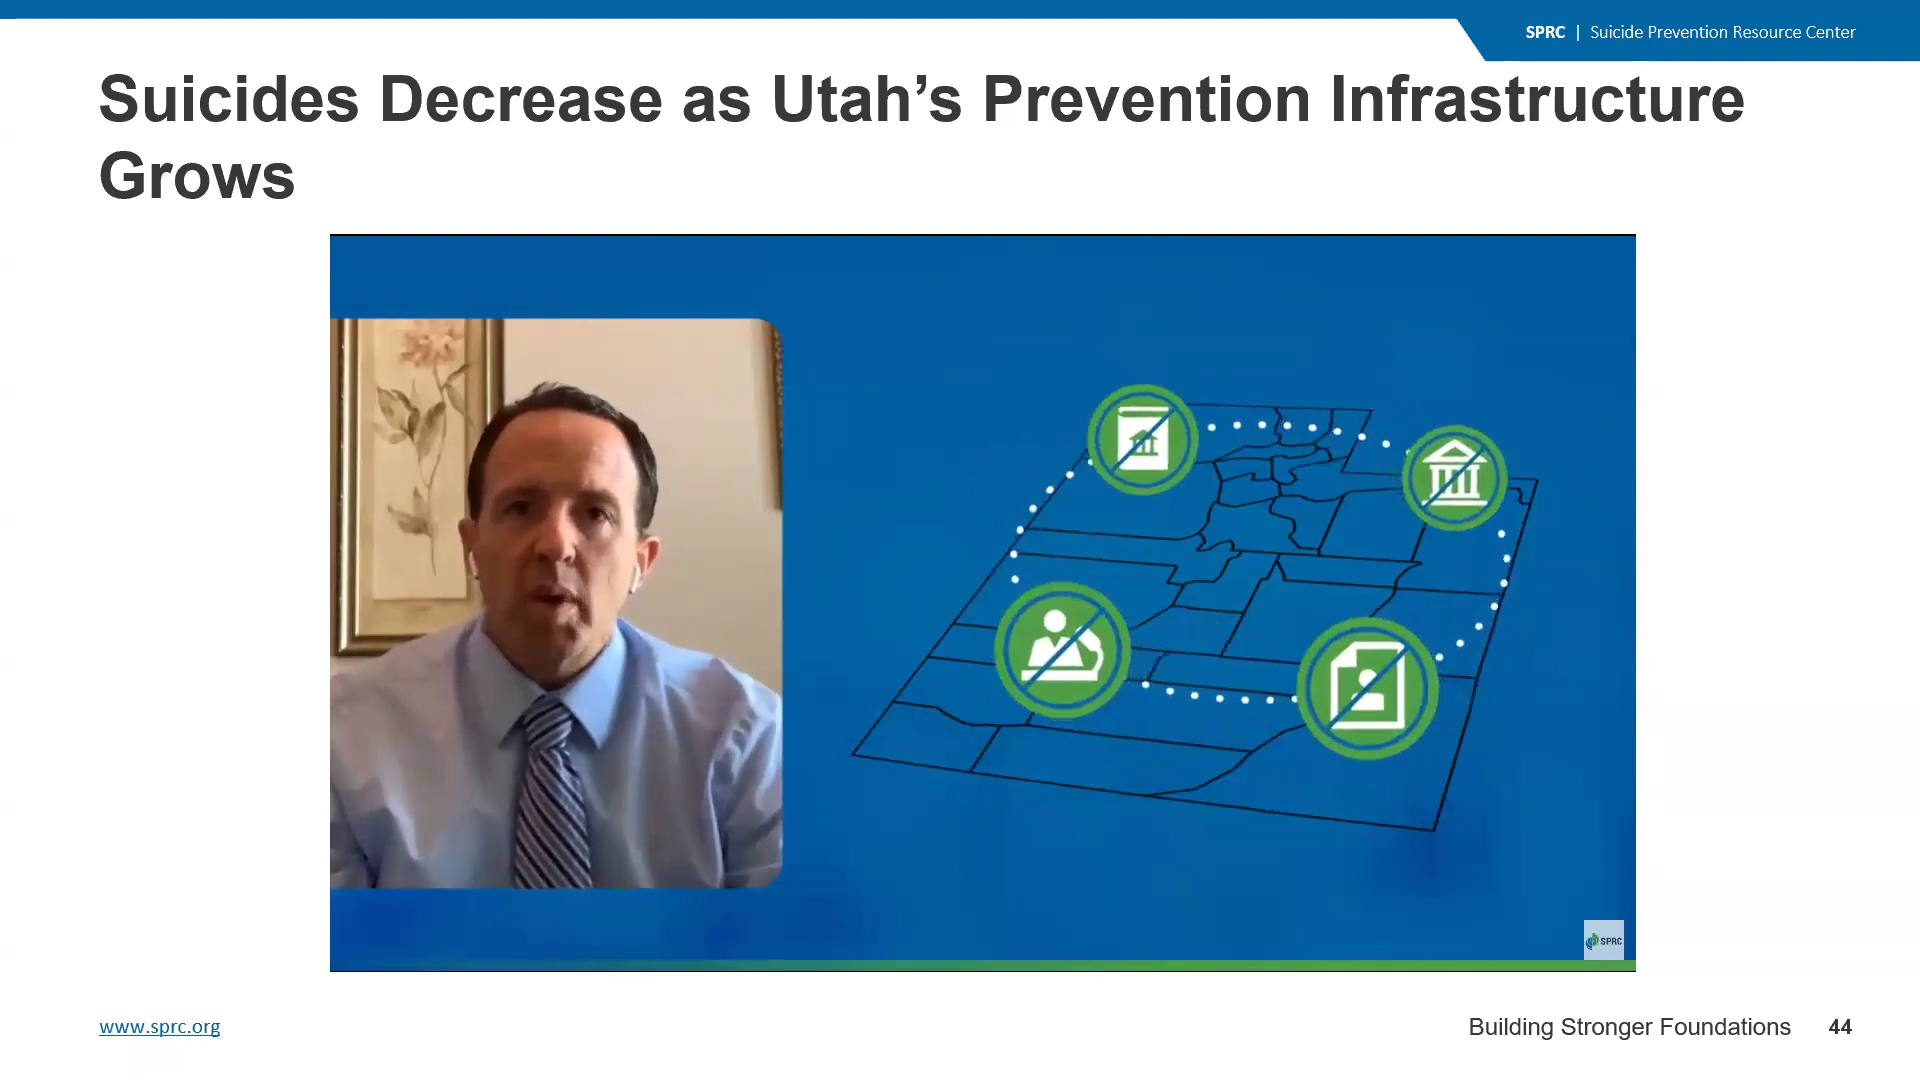 SPRC | Suicide Prevention Resource Center
Suicides Decrease as Utah’s Prevention Infrastructure
Grows
SPRC
www.sprc.org
Building Stronger Foundations 44